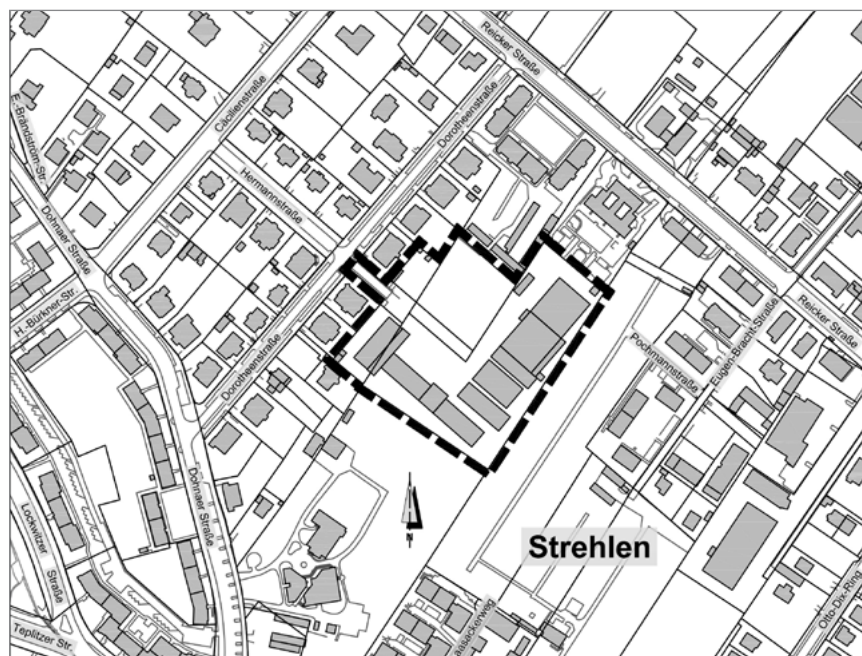 Reicker Straße
Cäcilienstraße
Dorotheenstraße
E.-Brändström-Str.
Hermannstraße
Dohnaer Straße
H.-Bürkner-Str.
Dorotheenstraße
Reicker Straße
Eugen-Bracht-Straße
Pochmannstraße
Dohnaer Straße
Lockwitzer
Straße
N
Strehlen
Otto-Dix-Ring
Teplitzer Str.